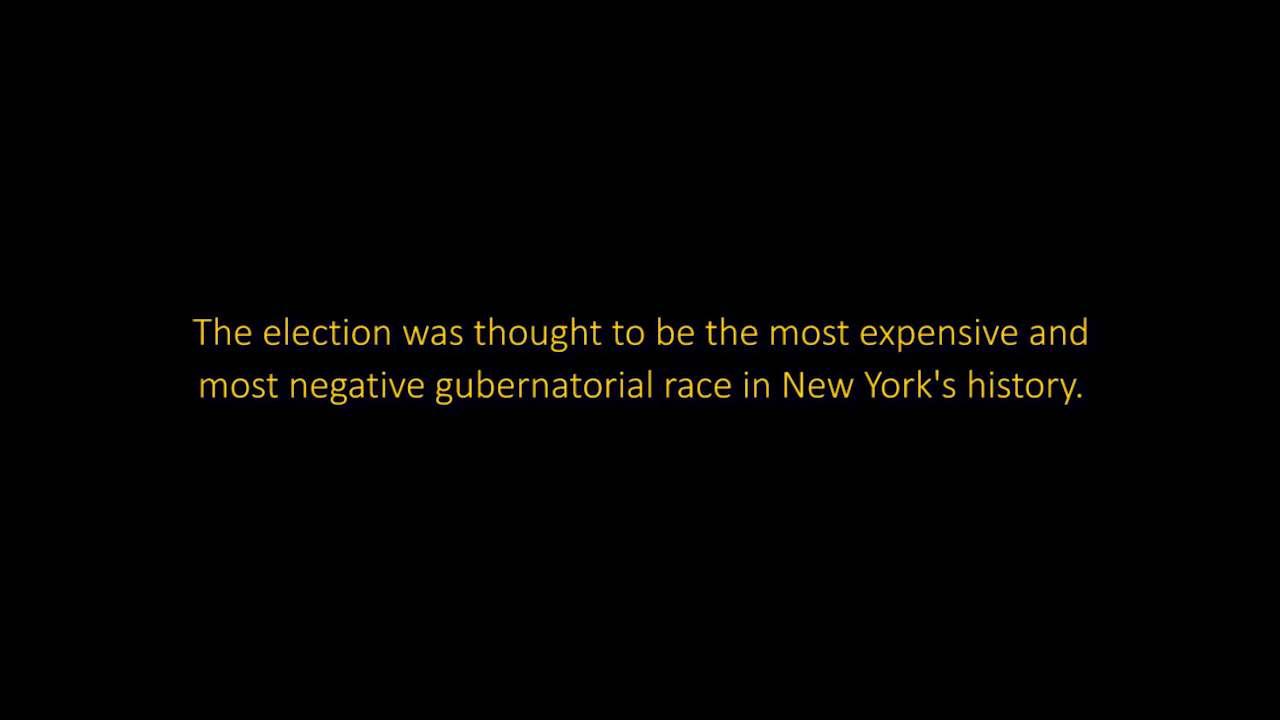 The election was thought to be the most expensive and
most negative gubernatorial race in New York's history.